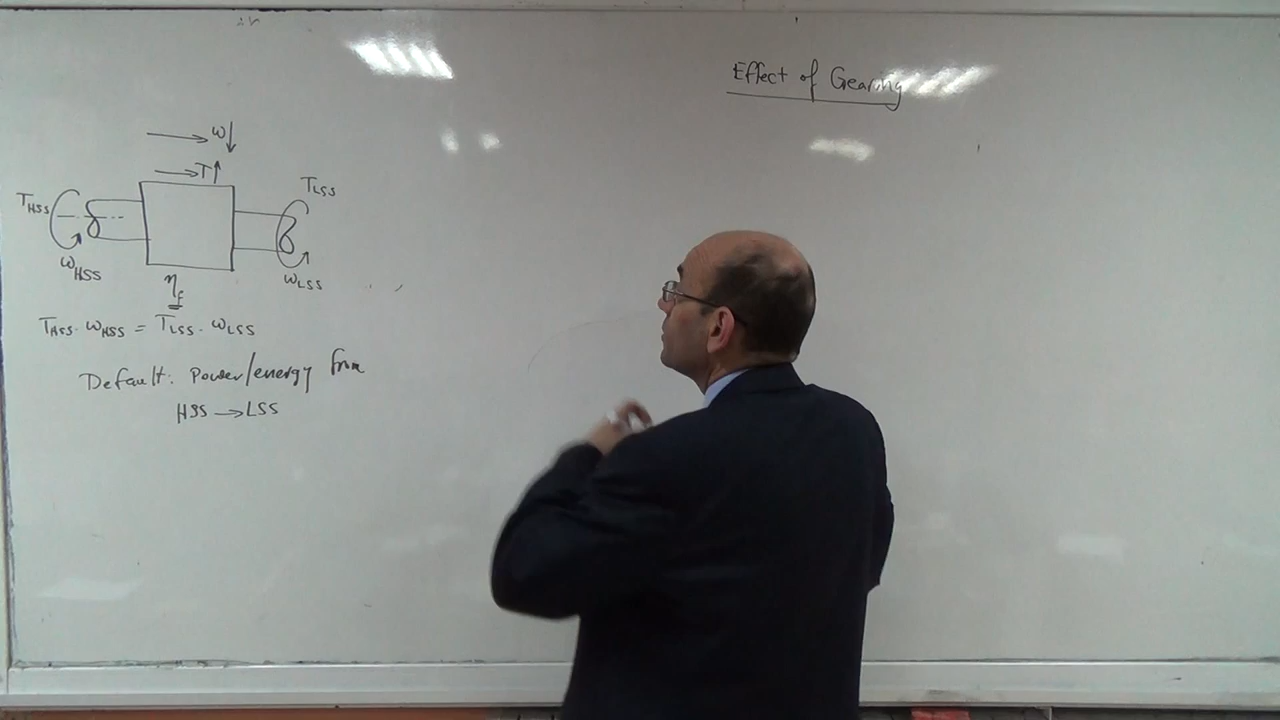 Effect of Gearing
ω↓
T↑
T_HSS
T_LSS
ω_HSS
ω_LSS
η_f
T_HSS . ω_HSS = T_LSS . ω_LSS
Default: Power/energy from
HSS → LSS